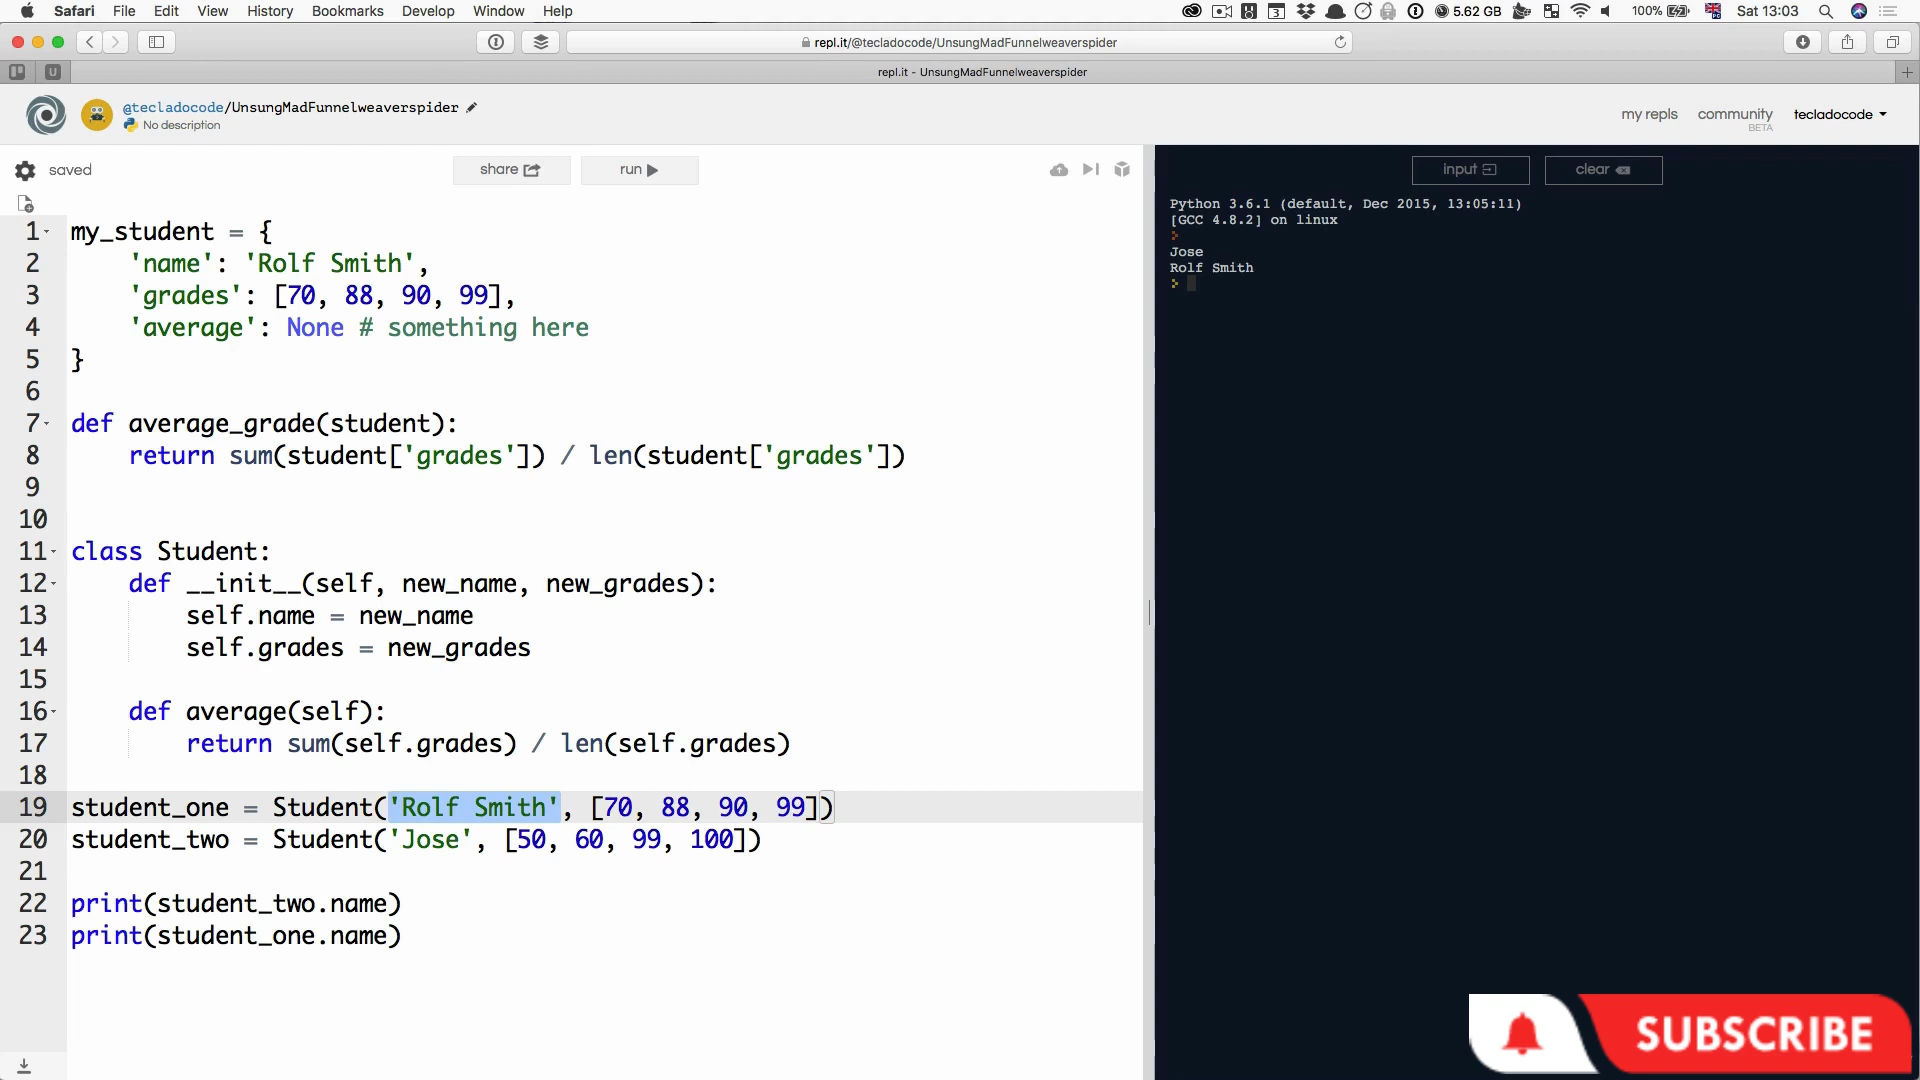 Safari File Edit View History Bookmarks Develop Window Help 3 5.62 GB 100% Sat 13:03
repl.it/@tecladocode/UnsungMadFunnelweaverspider
U repl.it - UnsungMadFunnelweaverspider
@tecladocode/UnsungMadFunnelweaverspider
No description
my repls community tecladocode
BETA
saved share run
input clear
1 my_student = {
2     'name': 'Rolf Smith',
3     'grades': [70, 88, 90, 99],
4     'average': None # something here
5 }
6
7 def average_grade(student):
8     return sum(student['grades']) / len(student['grades'])
9
10
11 class Student:
12     def __init__(self, new_name, new_grades):
13         self.name = new_name
14         self.grades = new_grades
15
16     def average(self):
17         return sum(self.grades) / len(self.grades)
18
19 student_one = Student('Rolf Smith', [70, 88, 90, 99])
20 student_two = Student('Jose', [50, 60, 99, 100])
21
22 print(student_two.name)
23 print(student_one.name)
Python 3.6.1 (default, Dec 2015, 13:05:11)
[GCC 4.8.2] on linux
Jose
Rolf Smith
SUBSCRIBE